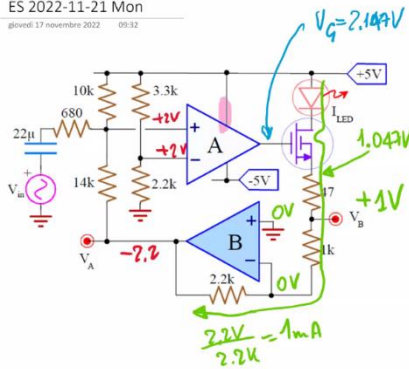 ES 2022-11-21 Mon
giovedì 17 novembre 2022 09:32
V_G=2.147V
+5V
10k
3.3k
680
+2V
I_LED
22μ
+
A
+2V
−
1.047V
V_in
+
14k
2.2k
-5V
47
+1V
V_B
+
0V
B
−
0V
1k
-2.2
V_A
2.2k
2.2V
2.2K
=1mA